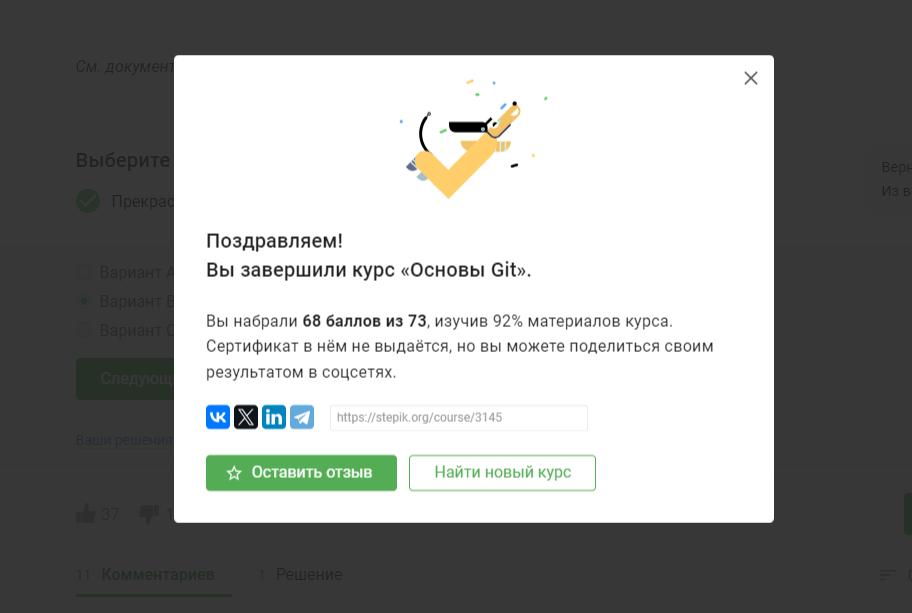 См. документ
Поздравляем!
Вы завершили курс «Основы Git».
Выберите
Прекрас
Верн
Из в
Вы набрали 68 баллов из 73, изучив 92% материалов курса.
Сертификат в нём не выдаётся, но вы можете поделиться своим
результатом в соцсетях.
Вариант A
Вариант B
Вариант C
Следующ
https://stepik.org/course/3145
Ваши решения
Оставить отзыв
Найти новый курс
37
11 Комментариев
1 Решение